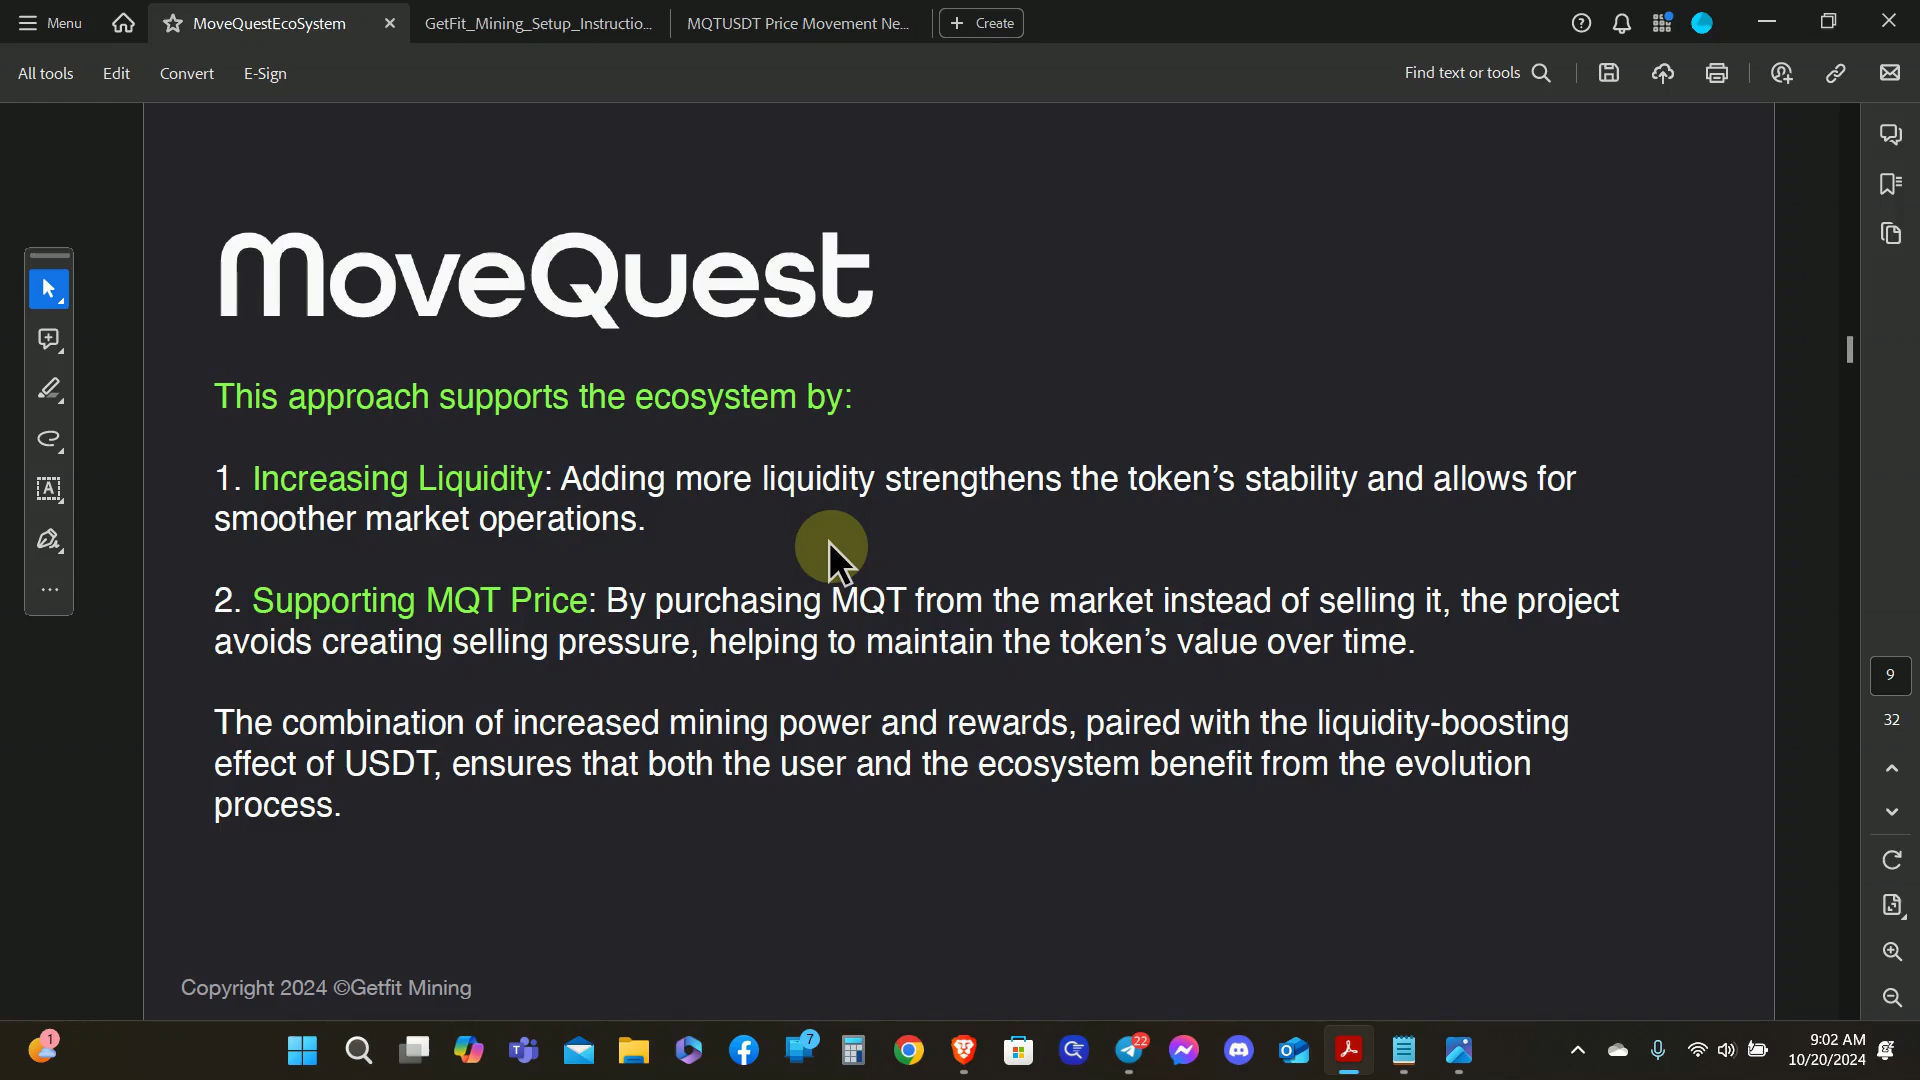 Menu
MoveQuestEcoSystem
GetFit_Mining_Setup_Instructio...
MQTUSDT Price Movement Ne...
Create
All tools
Edit
Convert
E-Sign
Find text or tools
MoveQuest
This approach supports the ecosystem by:
1. Increasing Liquidity: Adding more liquidity strengthens the token's stability and allows for
smoother market operations.
2. Supporting MQT Price: By purchasing MQT from the market instead of selling it, the project
avoids creating selling pressure, helping to maintain the token's value over time.
The combination of increased mining power and rewards, paired with the liquidity-boosting
effect of USDT, ensures that both the user and the ecosystem benefit from the evolution
process.
Copyright 2024 ©Getfit Mining
9
32
1
7
22
9:02 AM
10/20/2024